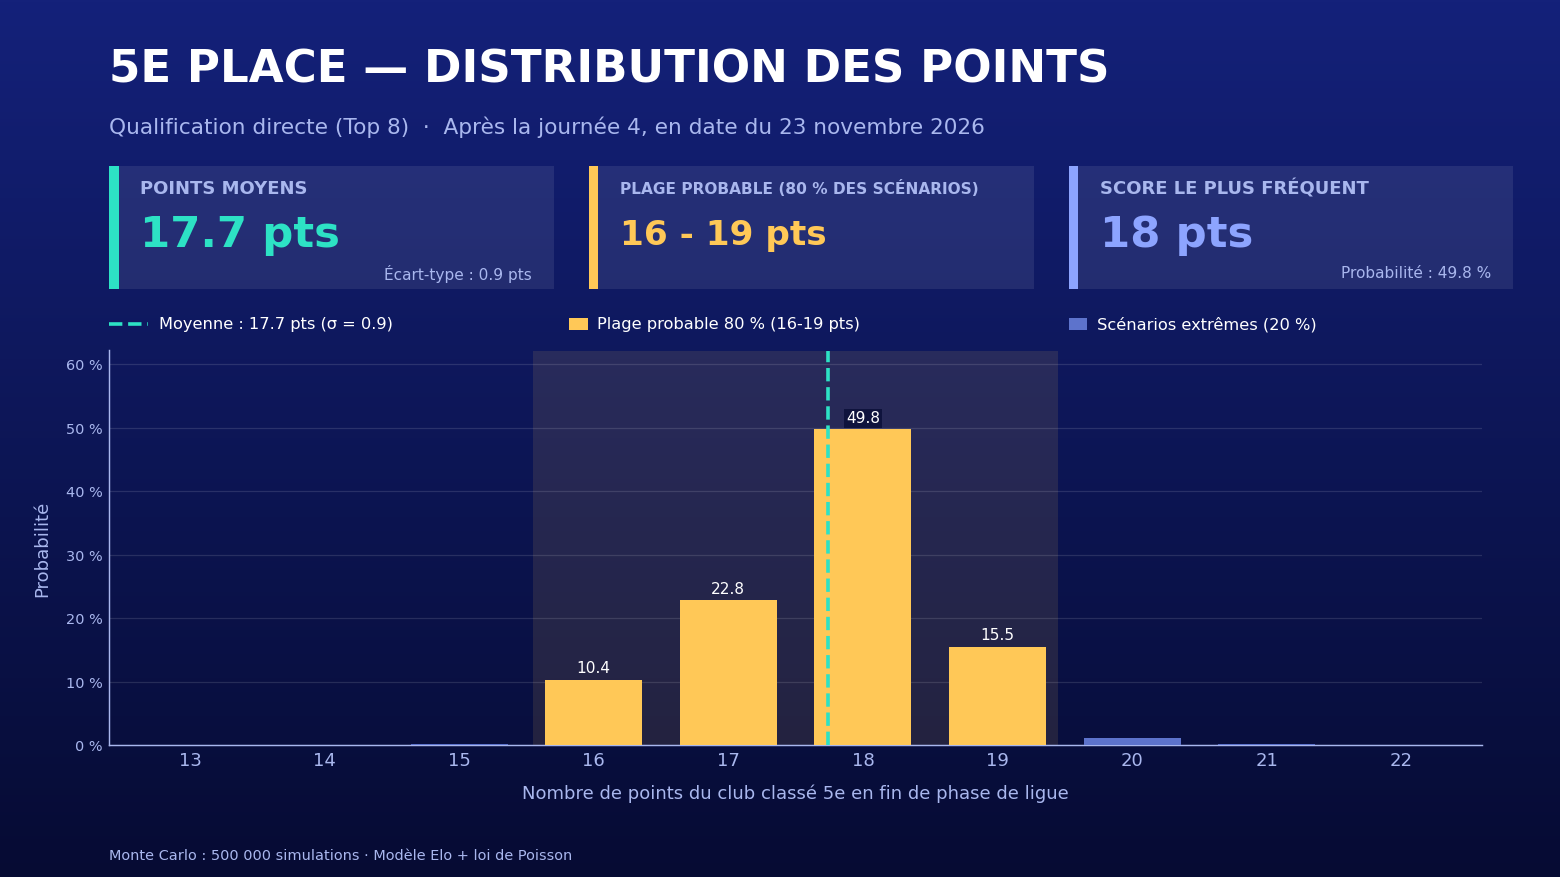 5E PLACE — DISTRIBUTION DES POINTS
Qualification directe (Top 8)  ·  Après la journée 4, en date du 23 novembre 2026
POINTS MOYENS
17.7 pts
Écart-type : 0.9 pts
PLAGE PROBABLE (80 % DES SCÉNARIOS)
16 - 19 pts
SCORE LE PLUS FRÉQUENT
18 pts
Probabilité : 49.8 %
Moyenne : 17.7 pts (σ = 0.9)
Plage probable 80 % (16-19 pts)
Scénarios extrêmes (20 %)
Probabilité
60 %
50 %
40 %
30 %
20 %
10 %
0 %
10.4
22.8
49.8
15.5
13 14 15 16 17 18 19 20 21 22
Nombre de points du club classé 5e en fin de phase de ligue
Monte Carlo : 500 000 simulations · Modèle Elo + loi de Poisson